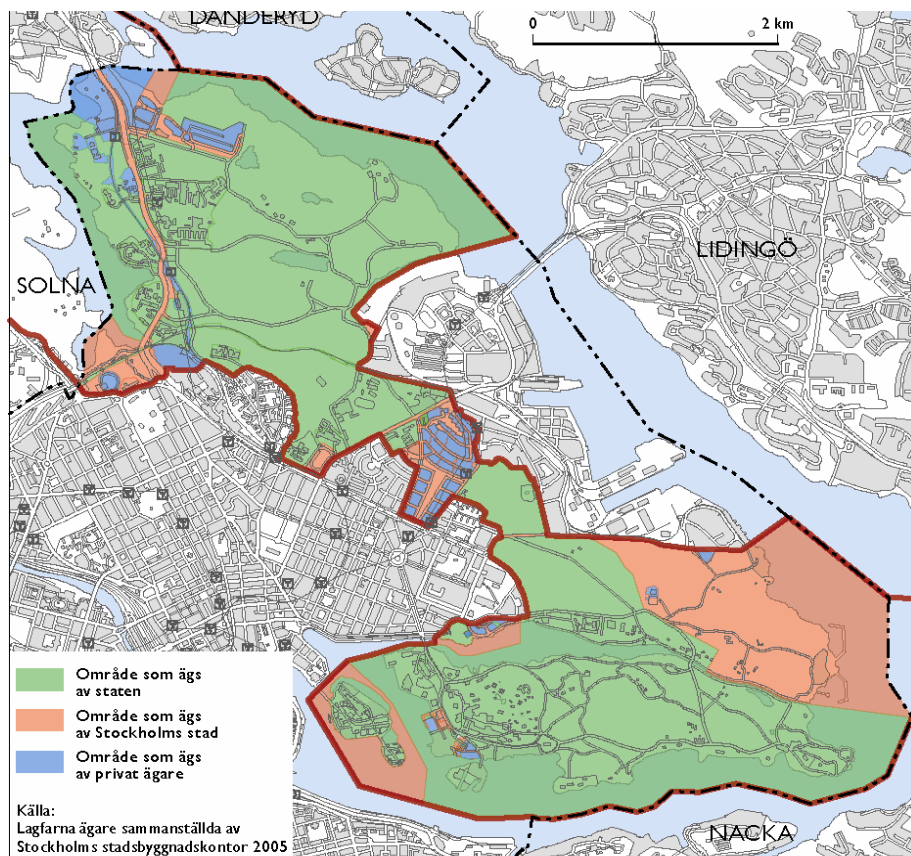 DANDERYD
0
2 km
LIDINGÖ
SOLNA
Område som ägs
av staten
Område som ägs
av Stockholms stad
Område som ägs
av privat ägare
Källa:
Lagfarna ägare sammanställda av
Stockholms stadsbyggnadskontor 2005
NACKA